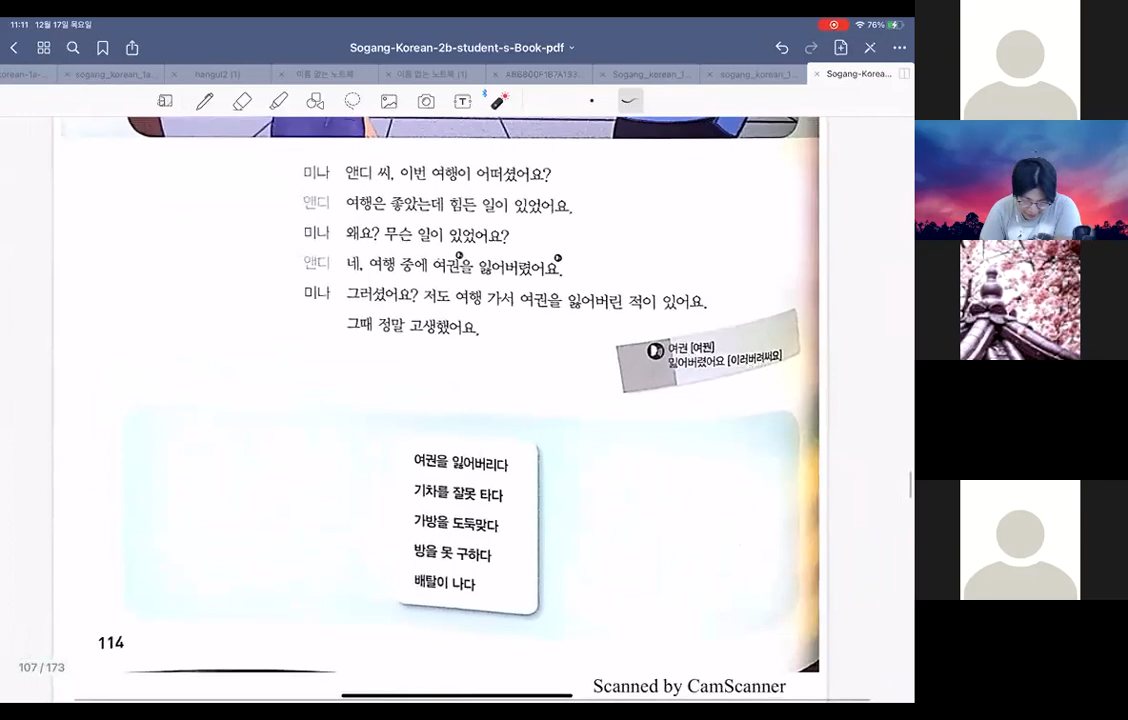 11:11 12월 17일 목요일
76%
Sogang-Korean-2b-student-s-Book-pdf
orean-1a-...
sogang_korean_1a...
hangul2 (1)
이름 없는 노트북
이름 없는 노트북 (1)
Sogang_korean_1...
sogang_korean_1...
Sogang-Korea...
미나 앤디 씨, 이번 여행이 어떠셨어요?
앤디 여행은 좋았는데 힘든 일이 있었어요.
미나 왜요? 무슨 일이 있었어요?
앤디 네, 여행 중에 여권을 잃어버렸어요.
미나 그러셨어요? 저도 여행 가서 여권을 잃어버린 적이 있어요.
그때 정말 고생했어요.
여권 [여꿘]
잃어버렸어요 [이러버려써요]
여권을 잃어버리다
기차를 잘못 타다
가방을 도둑맞다
방을 못 구하다
배탈이 나다
114
107 / 173
Scanned by CamScanner